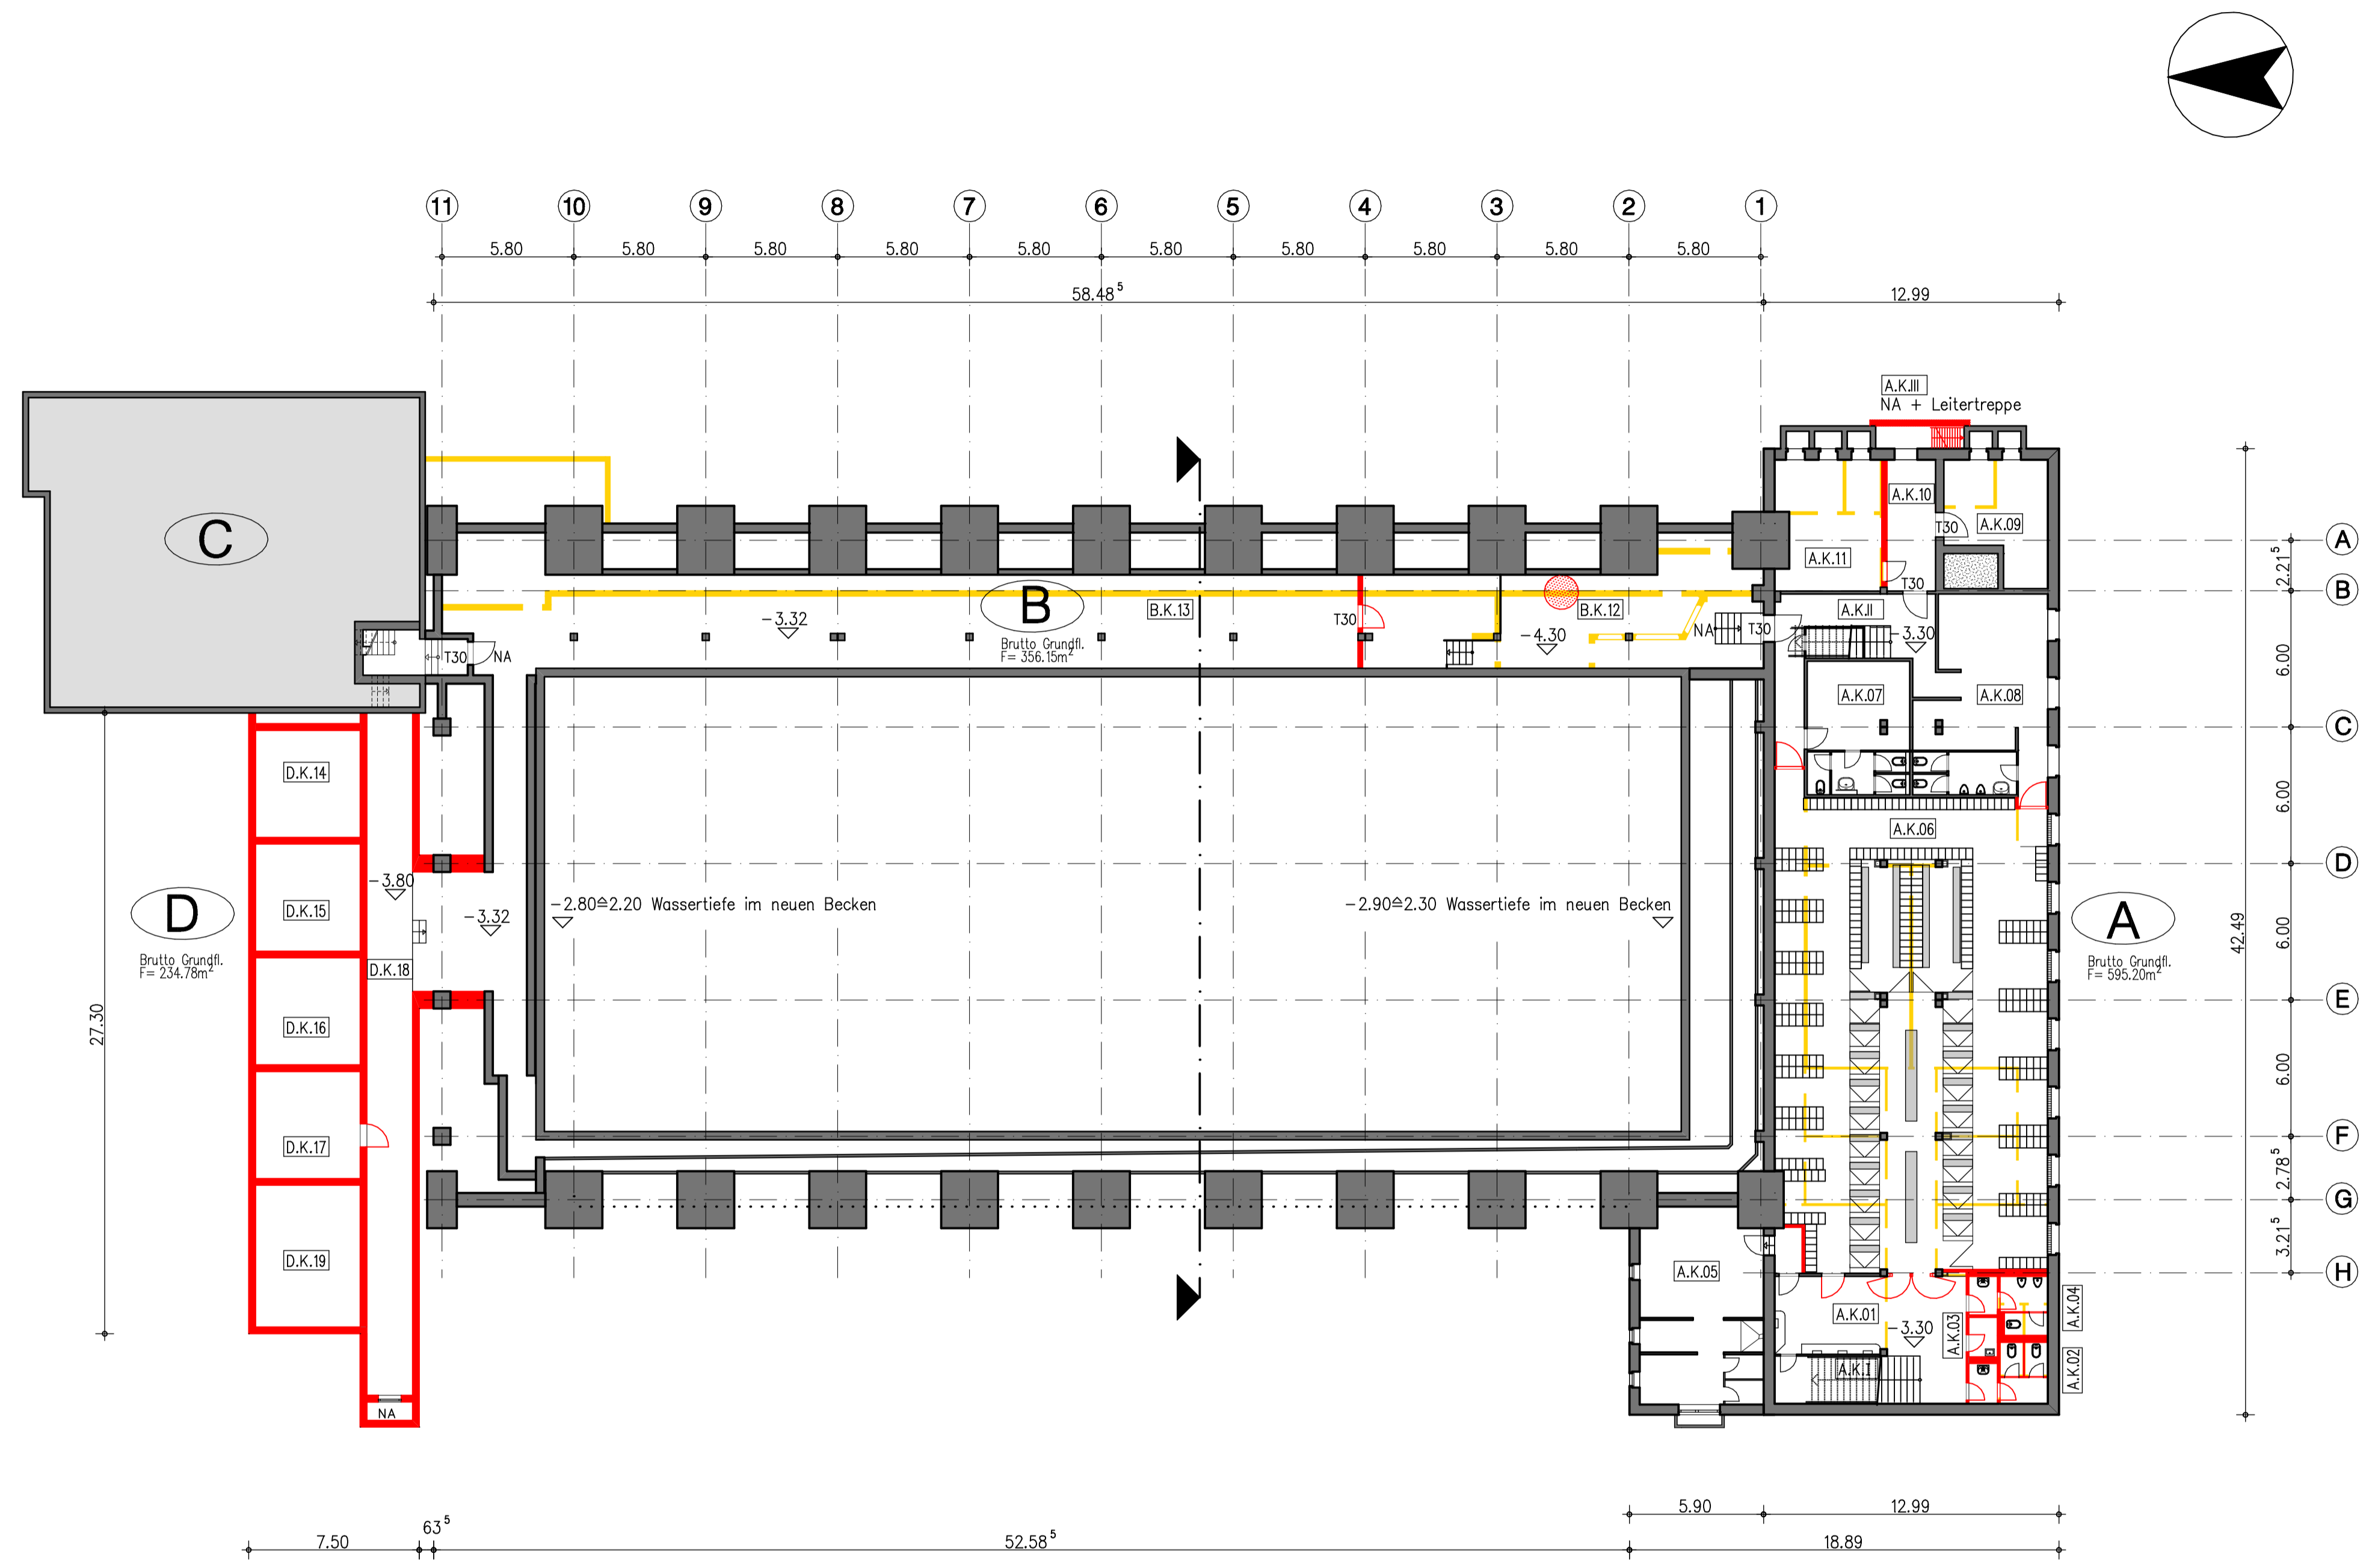 11 10 9 8 7 6 5 4 3 2 1
5.80 5.80 5.80 5.80 5.80 5.80 5.80 5.80 5.80 5.80
58.48⁵ 12.99
A.K.III
NA + Leitertreppe
C
A.K.10
T30
A.K.09
A
A.K.11
2.21⁵
T30
B
B
B.K.13
B.K.12
A.K.II
−3.32
T30
−4.30
NA
T30
−3.30
Brutto Grundfl.
F= 356.15m²
T30
NA
6.00
A.K.07
A.K.08
C
D.K.14
6.00
A.K.06
D
−3.80
D
Brutto Grundfl.
F= 234.78m²
D.K.15
−3.32
−2.80≙2.20 Wassertiefe im neuen Becken
−2.90≙2.30 Wassertiefe im neuen Becken
A
Brutto Grundfl.
F= 595.20m²
42.49
6.00
D.K.18
E
27.30
D.K.16
6.00
D.K.17
F
2.78⁵
G
3.21⁵
D.K.19
A.K.05
H
A.K.01
−3.30
A.K.03
A.K.04
A.K.I
A.K.02
NA
5.90 12.99
7.50 63⁵ 52.58⁵ 18.89